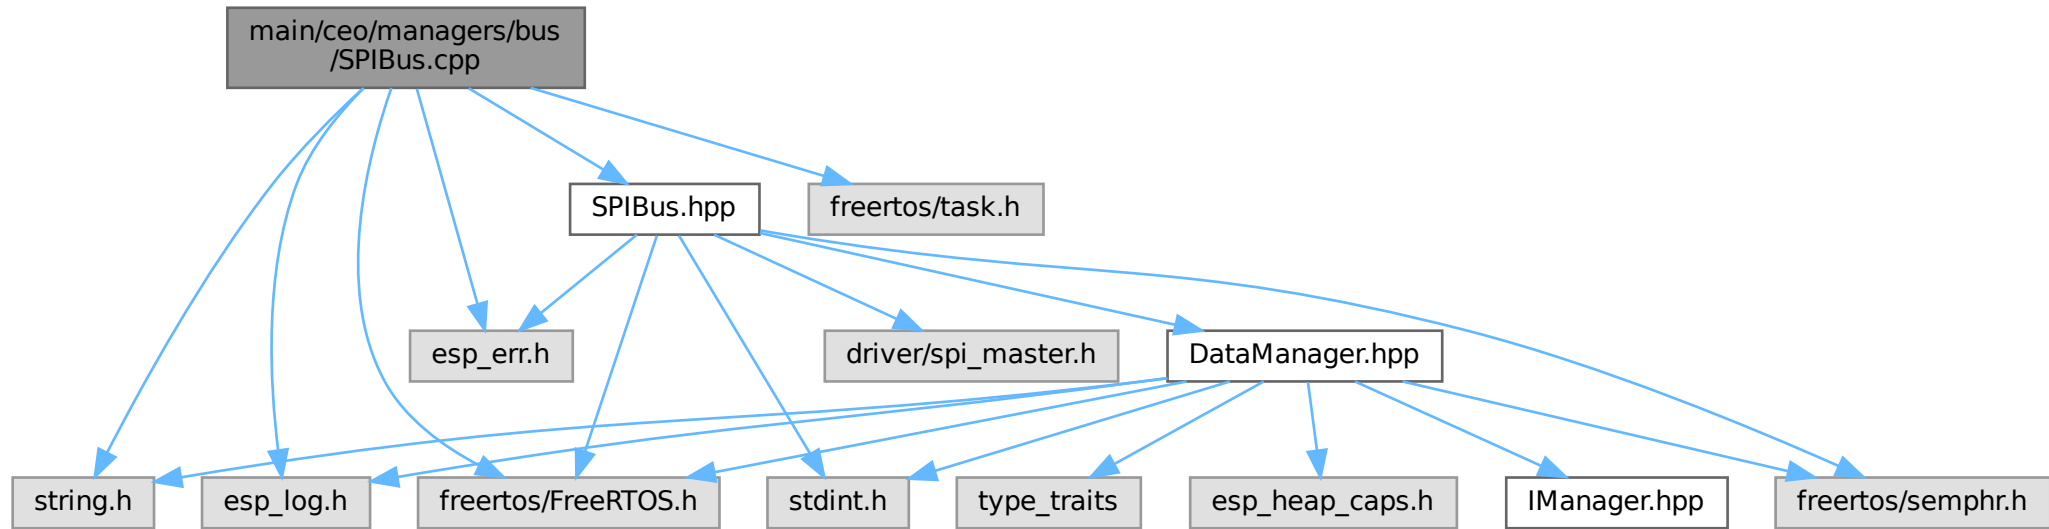 main/ceo/managers/bus
/SPIBus.cpp
SPIBus.hpp
freertos/task.h
esp_err.h
driver/spi_master.h
DataManager.hpp
string.h
esp_log.h
freertos/FreeRTOS.h
stdint.h
type_traits
esp_heap_caps.h
IManager.hpp
freertos/semphr.h